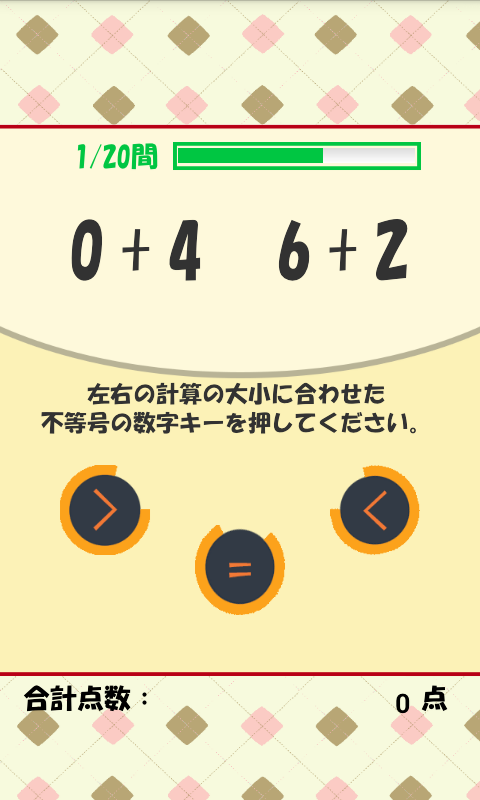 1/20問
0+4 6+2
左右の計算の大小に合わせた
不等号の数字キーを押してください。
> <
=
合計点数： 0 点